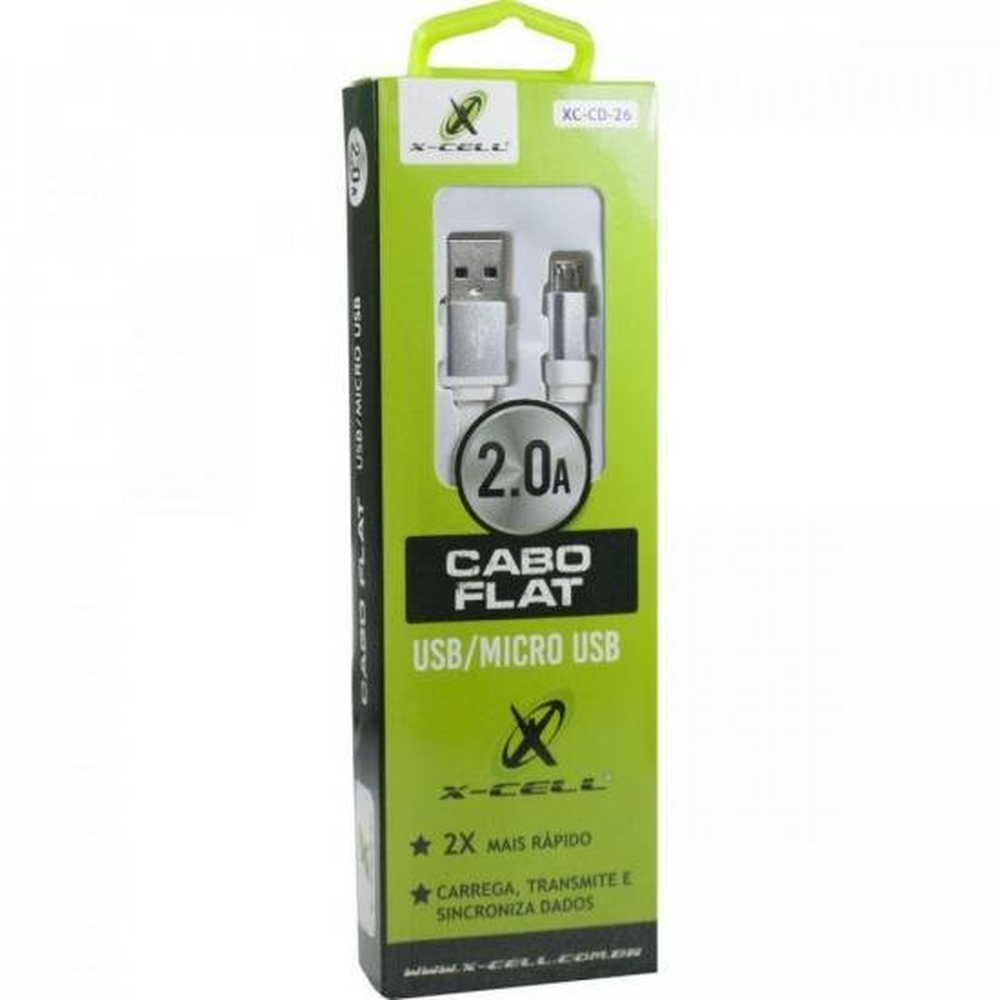 X-CELL
XC-CD-26
2.0A
CABO
FLAT
USB/MICRO USB
X-CELL
★ 2X MAIS RÁPIDO
★ CARREGA, TRANSMITE E
SINCRONIZA DADOS
WWW.X-CELL.COM.BR
2.0A
CABO FLAT USB/MICRO USB